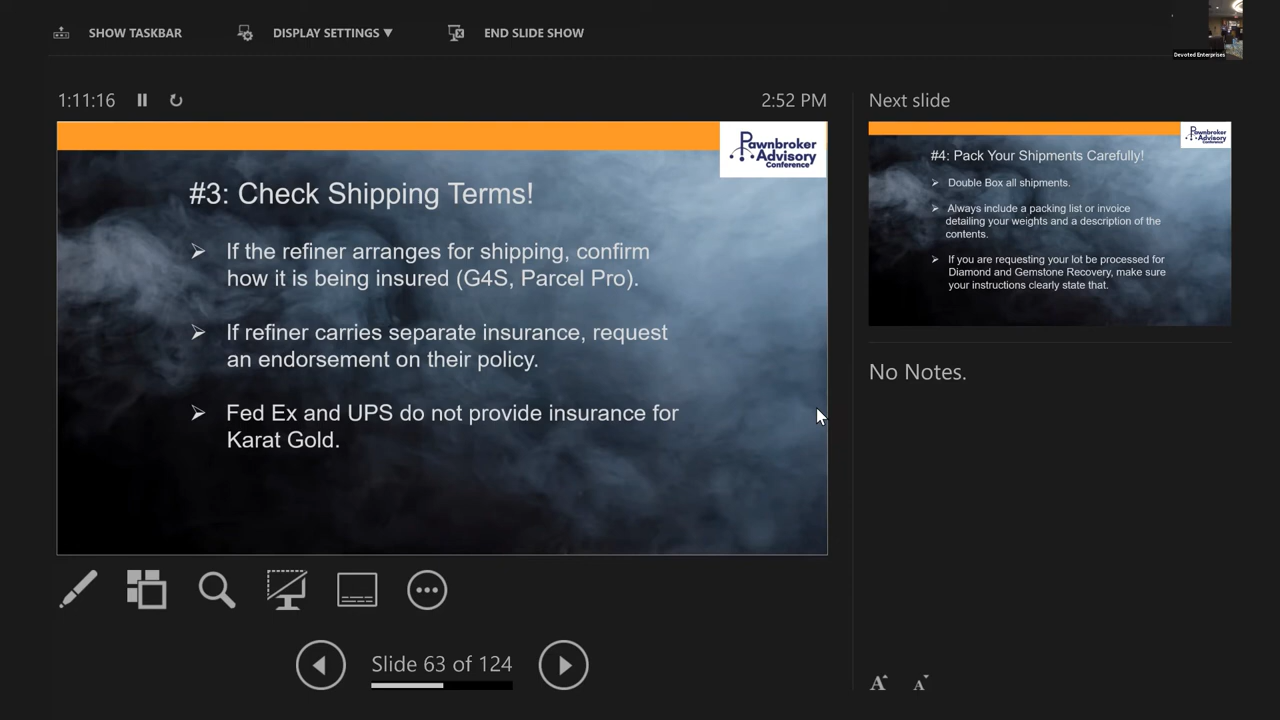 SHOW TASKBAR
DISPLAY SETTINGS ▼
END SLIDE SHOW
Devoted Enterprises
1:11:16
2:52 PM
Next slide
Pawnbroker
Advisory
Conference
#3: Check Shipping Terms!
➢ If the refiner arranges for shipping, confirm
how it is being insured (G4S, Parcel Pro).
➢ If refiner carries separate insurance, request
an endorsement on their policy.
➢ Fed Ex and UPS do not provide insurance for
Karat Gold.
Pawnbroker
Advisory
Conference
#4: Pack Your Shipments Carefully!
➢ Double Box all shipments.
➢ Always include a packing list or invoice
detailing your weights and a description of the
contents.
➢ If you are requesting your lot be processed for
Diamond and Gemstone Recovery, make sure
your instructions clearly state that.
No Notes.
Slide 63 of 124
A A